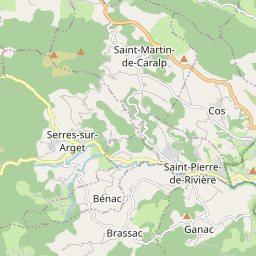 Saint-Martin-
de-Caralp
Cos
Serres-sur-
Arget
Saint-Pierre-
de-Rivière
Bénac
Brassac
Ganac